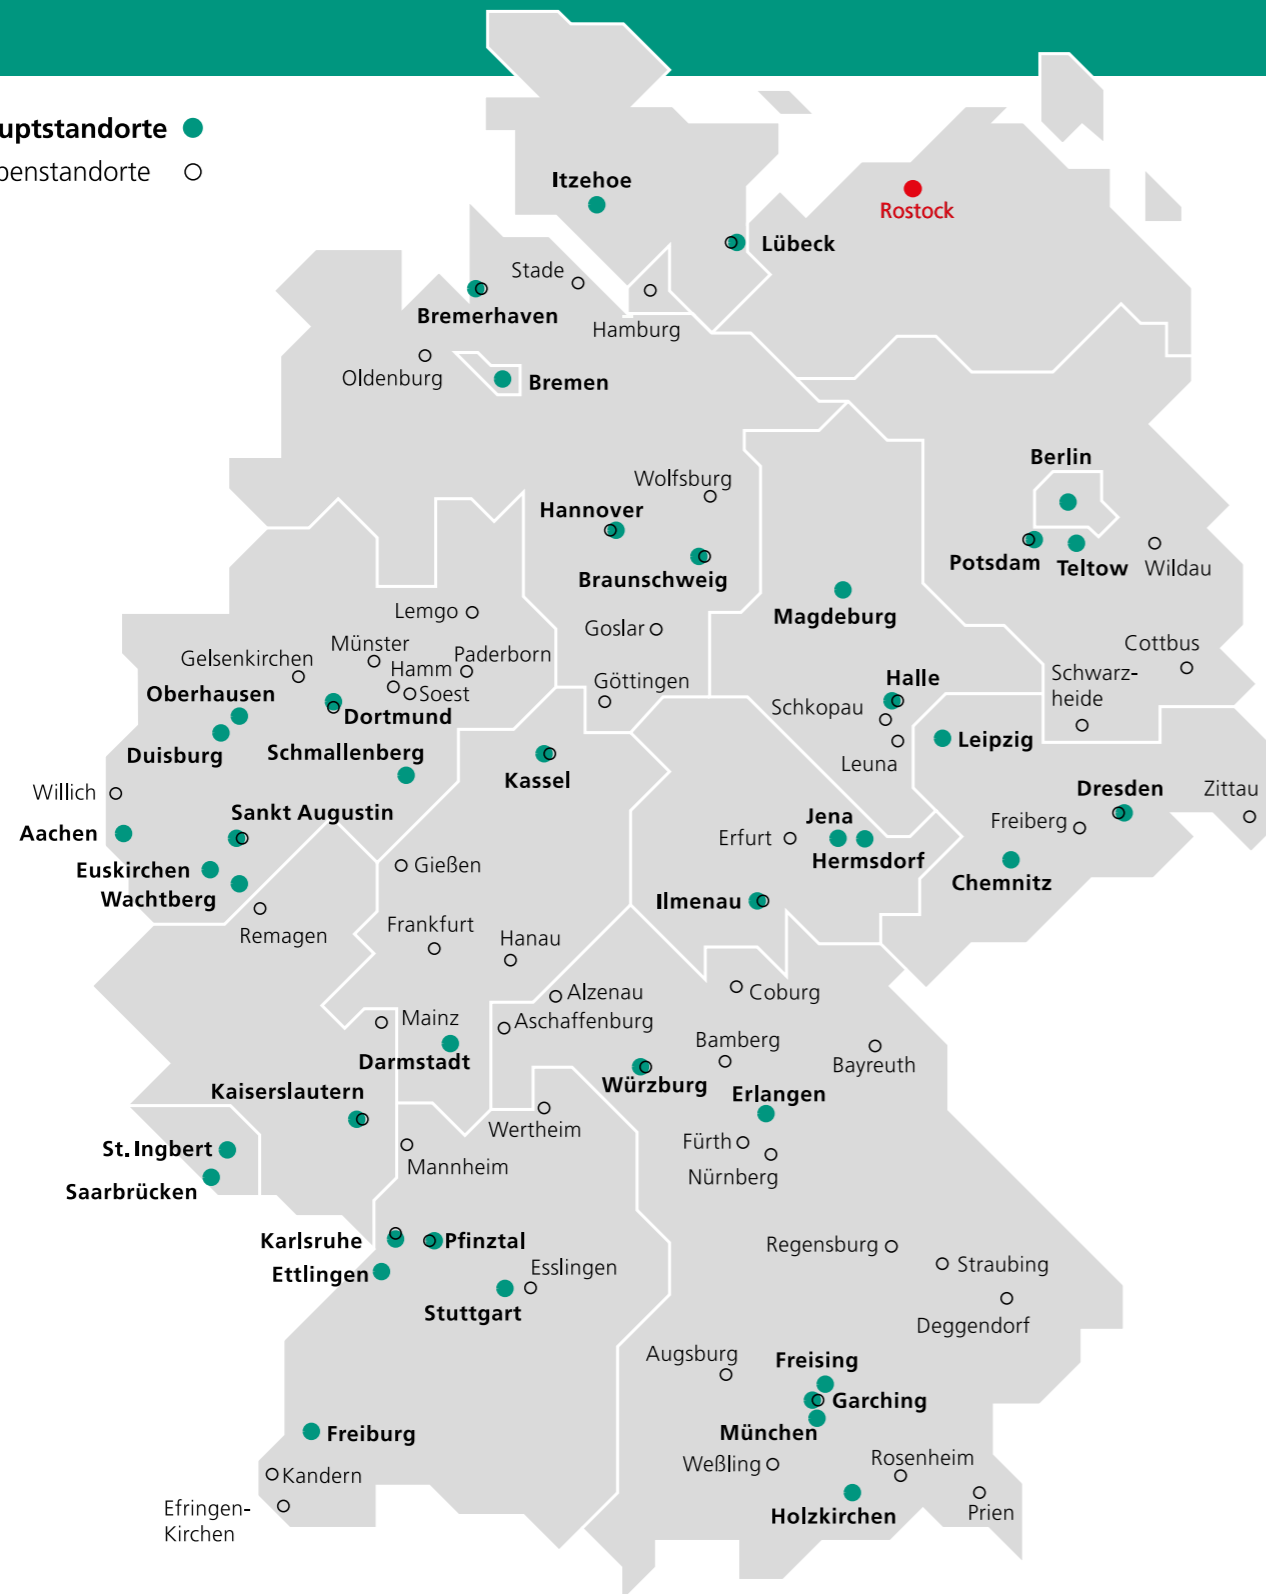 uptstandorte
benstandorte
Itzehoe
Rostock
Lübeck
Stade
Bremerhaven
Hamburg
Oldenburg
Bremen
Berlin
Wolfsburg
Hannover
Braunschweig
Potsdam
Teltow
Wildau
Magdeburg
Lemgo
Goslar
Münster
Gelsenkirchen
Hamm
Paderborn
Cottbus
Oberhausen
Soest
Göttingen
Halle
Schwarz-
heide
Dortmund
Schkopau
Duisburg
Schmallenberg
Leipzig
Kassel
Leuna
Willich
Dresden
Zittau
Sankt Augustin
Aachen
Jena
Freiberg
Erfurt
Hermsdorf
Gießen
Euskirchen
Chemnitz
Wachtberg
Ilmenau
Remagen
Frankfurt
Hanau
Alzenau
Coburg
Mainz
Aschaffenburg
Bamberg
Darmstadt
Bayreuth
Kaiserslautern
Würzburg
Erlangen
Wertheim
St. Ingbert
Fürth
Mannheim
Nürnberg
Saarbrücken
Karlsruhe
Pfinztal
Regensburg
Esslingen
Straubing
Ettlingen
Stuttgart
Deggendorf
Augsburg
Freising
Garching
Freiburg
München
Weßling
Rosenheim
Kandern
Efringen-
Kirchen
Holzkirchen
Prien